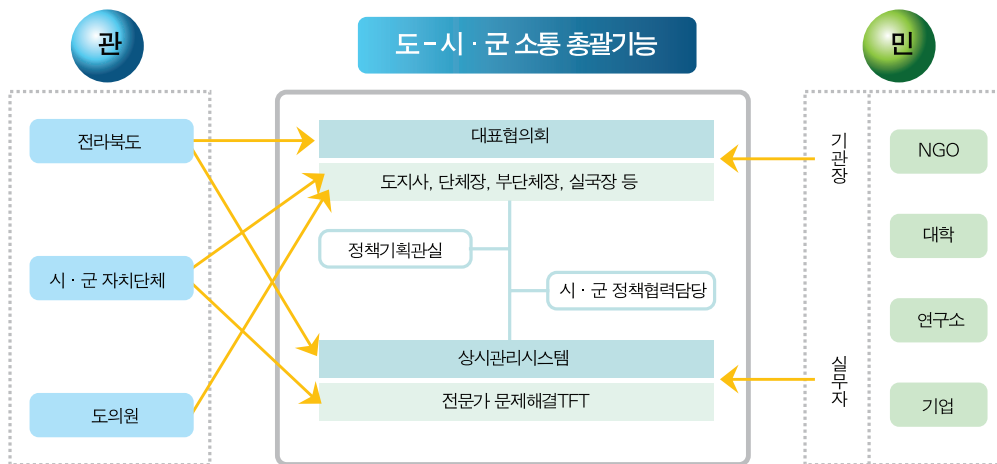 관
도-시·군 소통 총괄기능
민
전라북도
시·군 자치단체
도의원
대표협의회
도지사, 단체장, 부단체장, 실국장 등
정책기획관실
시·군 정책협력담당
상시관리시스템
전문가 문제해결TFT
기관장
실무자
NGO
대학
연구소
기업